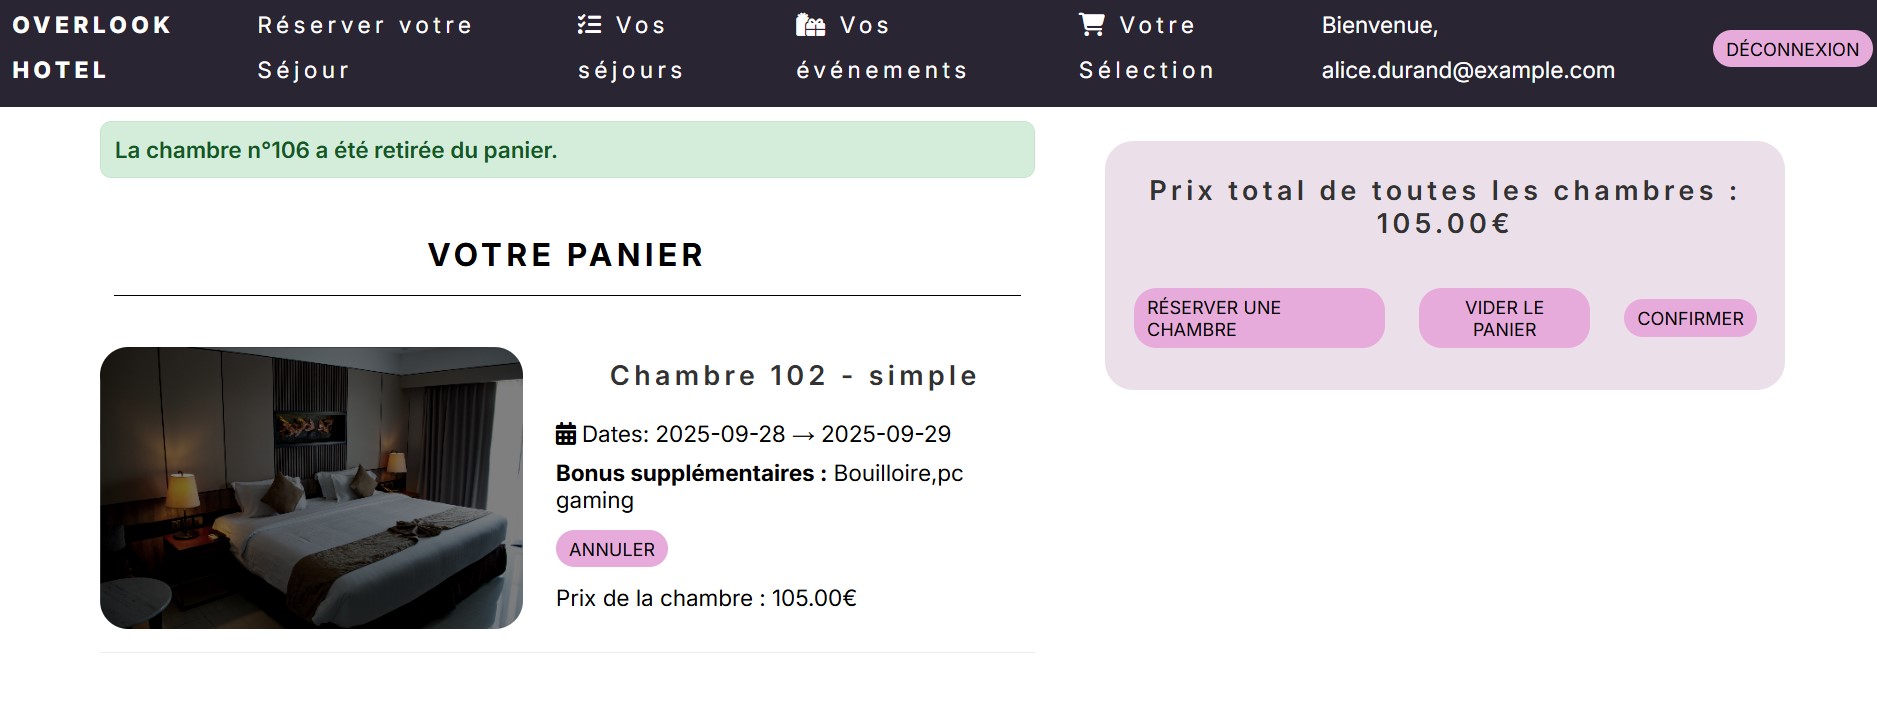 OVERLOOK
HOTEL
Réserver votre
Séjour
Vos
séjours
Vos
événements
Votre
Sélection
Bienvenue,
alice.durand@example.com
DÉCONNEXION
La chambre n°106 a été retirée du panier.
VOTRE PANIER
Chambre 102 - simple
Dates: 2025-09-28 → 2025-09-29
Bonus supplémentaires : Bouilloire,pc
gaming
ANNULER
Prix de la chambre : 105.00€
Prix total de toutes les chambres :
105.00€
RÉSERVER UNE
CHAMBRE
VIDER LE
PANIER
CONFIRMER